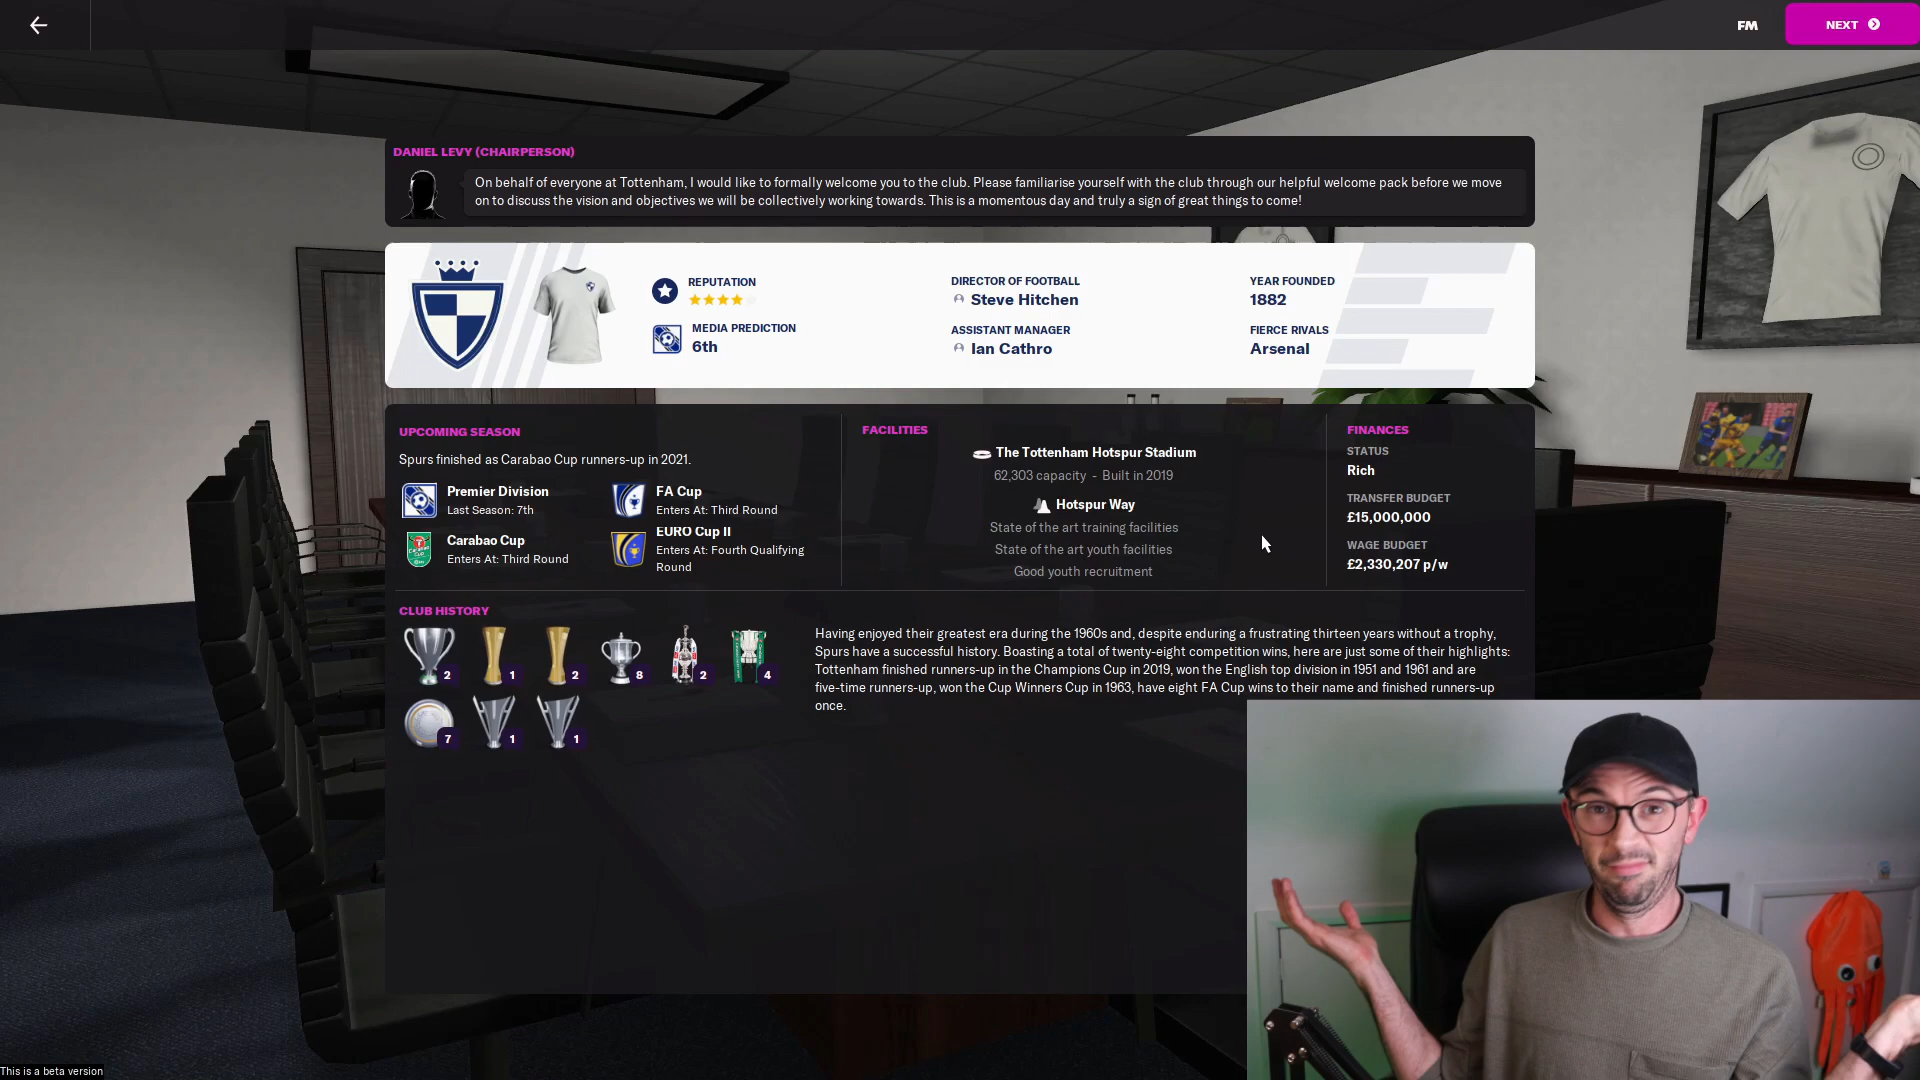 FM
NEXT
DANIEL LEVY (CHAIRPERSON)
On behalf of everyone at Tottenham, I would like to formally welcome you to the club. Please familiarise yourself with the club through our helpful welcome pack before we move
on to discuss the vision and objectives we will be collectively working towards. This is a momentous day and truly a sign of great things to come!
REPUTATION
MEDIA PREDICTION
6th
DIRECTOR OF FOOTBALL
Steve Hitchen
ASSISTANT MANAGER
Ian Cathro
YEAR FOUNDED
1882
FIERCE RIVALS
Arsenal
UPCOMING SEASON
Spurs finished as Carabao Cup runners-up in 2021.
Premier Division
Last Season: 7th
FA Cup
Enters At: Third Round
Carabao Cup
Enters At: Third Round
EURO Cup II
Enters At: Fourth Qualifying
Round
FACILITIES
The Tottenham Hotspur Stadium
62,303 capacity - Built in 2019
Hotspur Way
State of the art training facilities
State of the art youth facilities
Good youth recruitment
FINANCES
STATUS
Rich
TRANSFER BUDGET
£15,000,000
WAGE BUDGET
£2,330,207 p/w
CLUB HISTORY
2 1 2 8 2 4
7 1 1
Having enjoyed their greatest era during the 1960s and, despite enduring a frustrating thirteen years without a trophy,
Spurs have a successful history. Boasting a total of twenty-eight competition wins, here are just some of their highlights:
Tottenham finished runners-up in the Champions Cup in 2019, won the English top division in 1951 and 1961 and are
five-time runners-up, won the Cup Winners Cup in 1963, have eight FA Cup wins to their name and finished runners-up
once.
This is a beta version